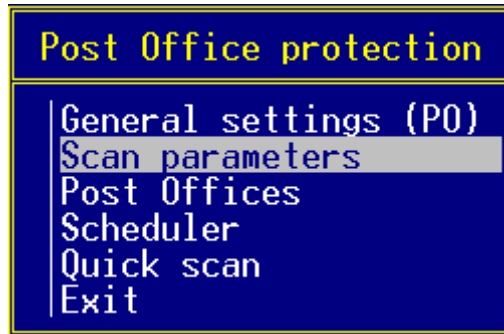 Post Office protection
General settings (PO)
Scan parameters
Post Offices
Scheduler
Quick scan
Exit